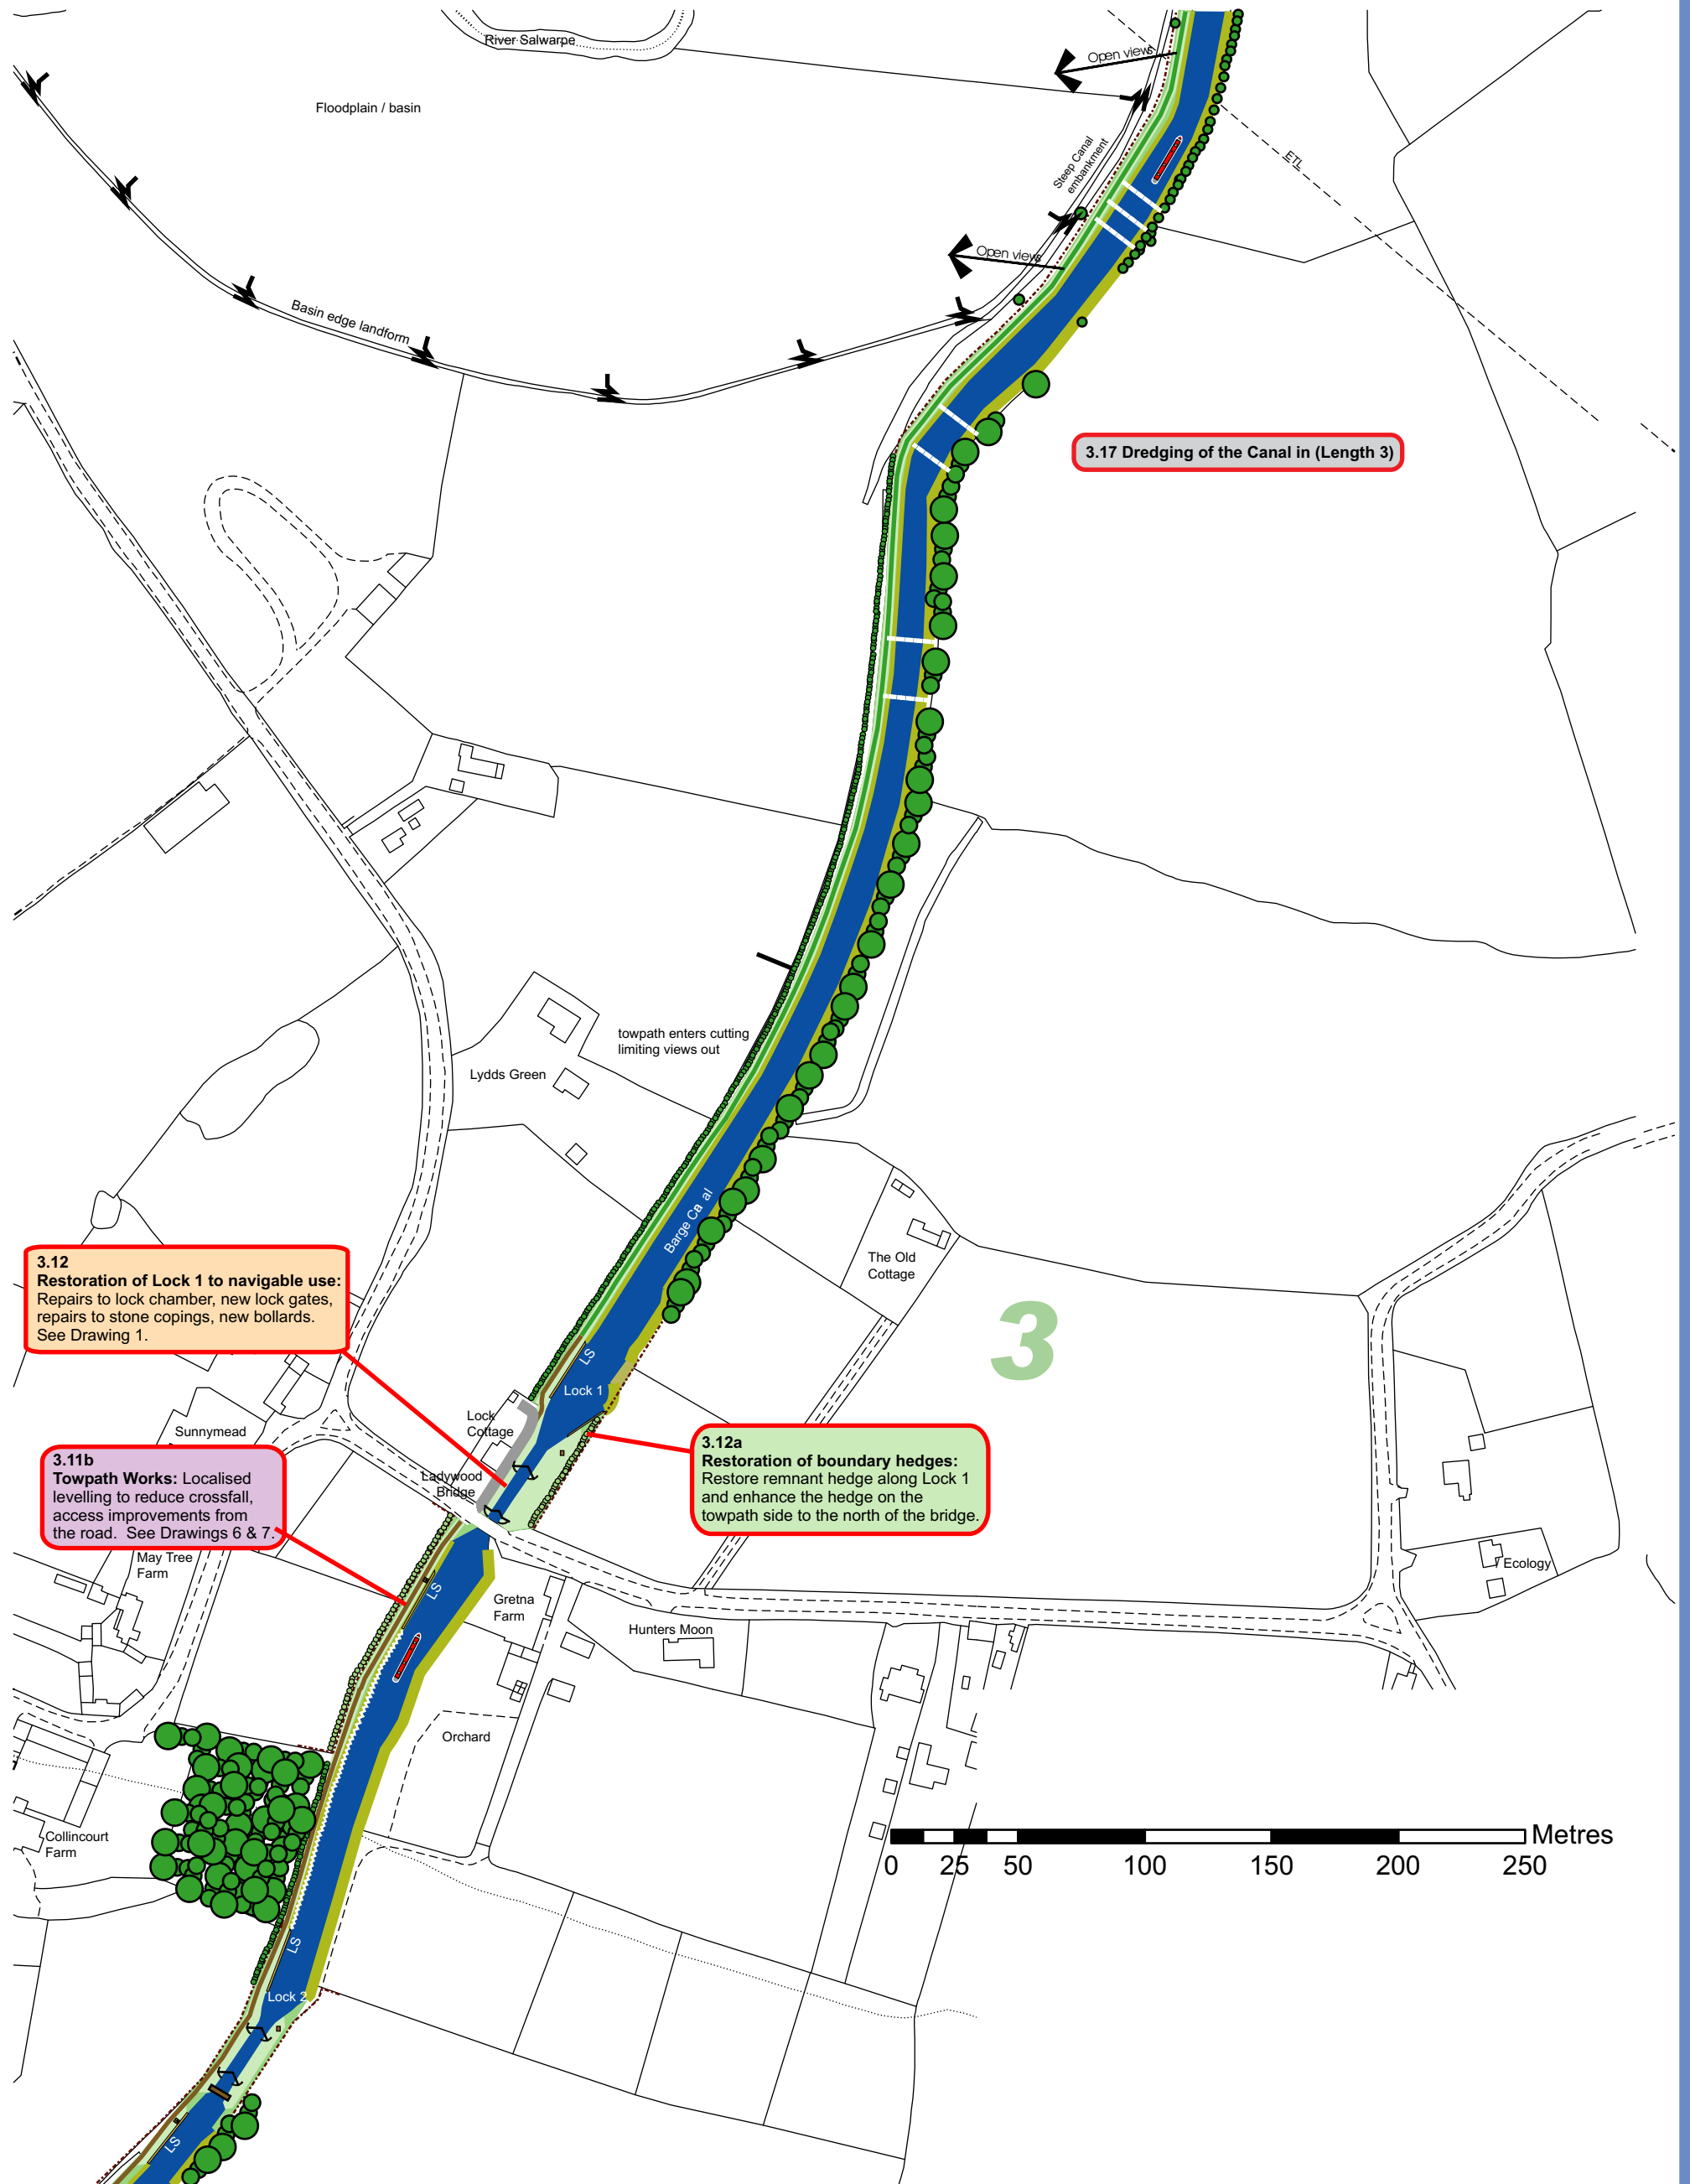 River Salwarpe
Open views
Floodplain / basin
Steep Canal
embankment
ETL
Open views
Basin edge landform
3.17 Dredging of the Canal in (Length 3)
towpath enters cutting
limiting views out
Lydds Green
Barge Ca al
The Old
Cottage
3.12
Restoration of Lock 1 to navigable use:
Repairs to lock chamber, new lock gates,
repairs to stone copings, new bollards.
See Drawing 1.
3
LS
Lock 1
Lock
Cottage
Sunnymead
3.12a
Restoration of boundary hedges:
Restore remnant hedge along Lock 1
and enhance the hedge on the
towpath side to the north of the bridge.
3.11b
Towpath Works: Localised
levelling to reduce crossfall,
access improvements from
the road. See Drawings 6 & 7.
Ladywood
Bridge
May Tree
Farm
Ecology
LS
Gretna
Farm
Hunters Moon
Orchard
Collincourt
Farm
Metres
0 25 50 100 150 200 250
LS
Lock 2
LS